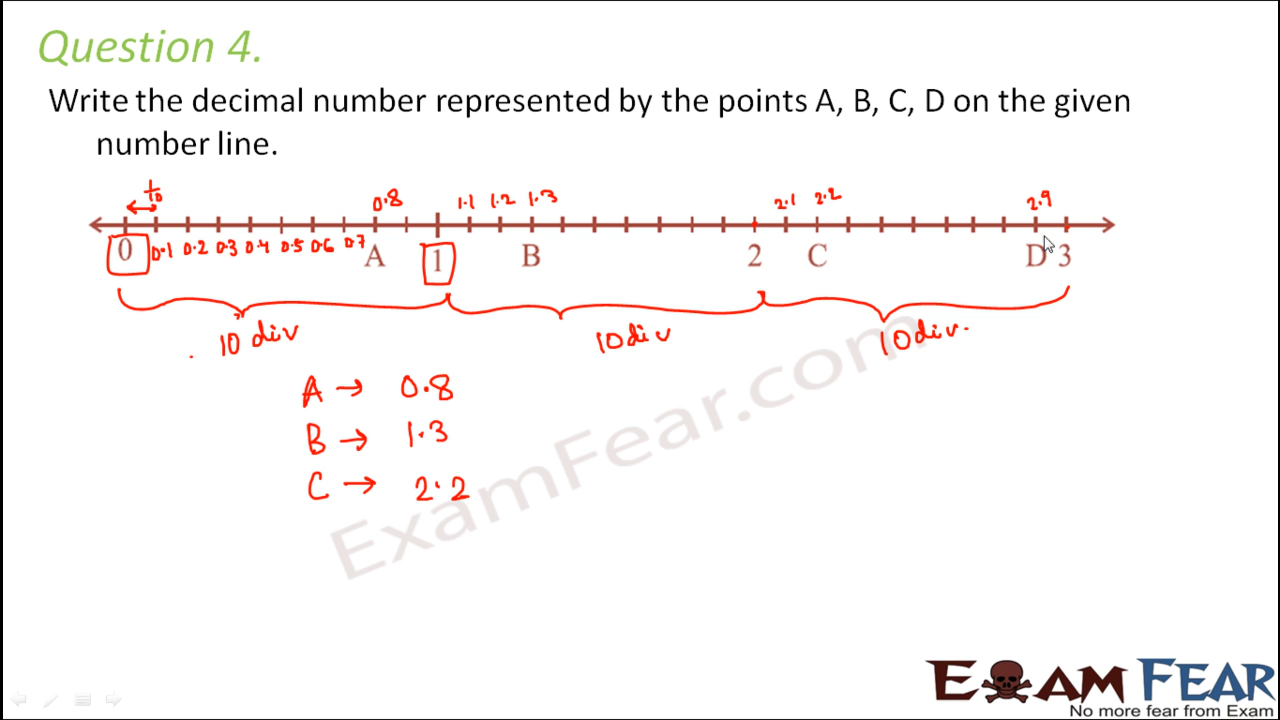 Question 4.
Write the decimal number represented by the points A, B, C, D on the given
number line.
1/10 0.8 1.1 1.2 1.3 2.1 2.2 2.9
0 0.1 0.2 0.3 0.4 0.5 0.6 0.7 A 1 B 2 C D 3
10 div 10 div 10 div.
A → 0.8
B → 1.3
C → 2.2
ExamFear.com
EXAM FEAR
No more fear from Exam